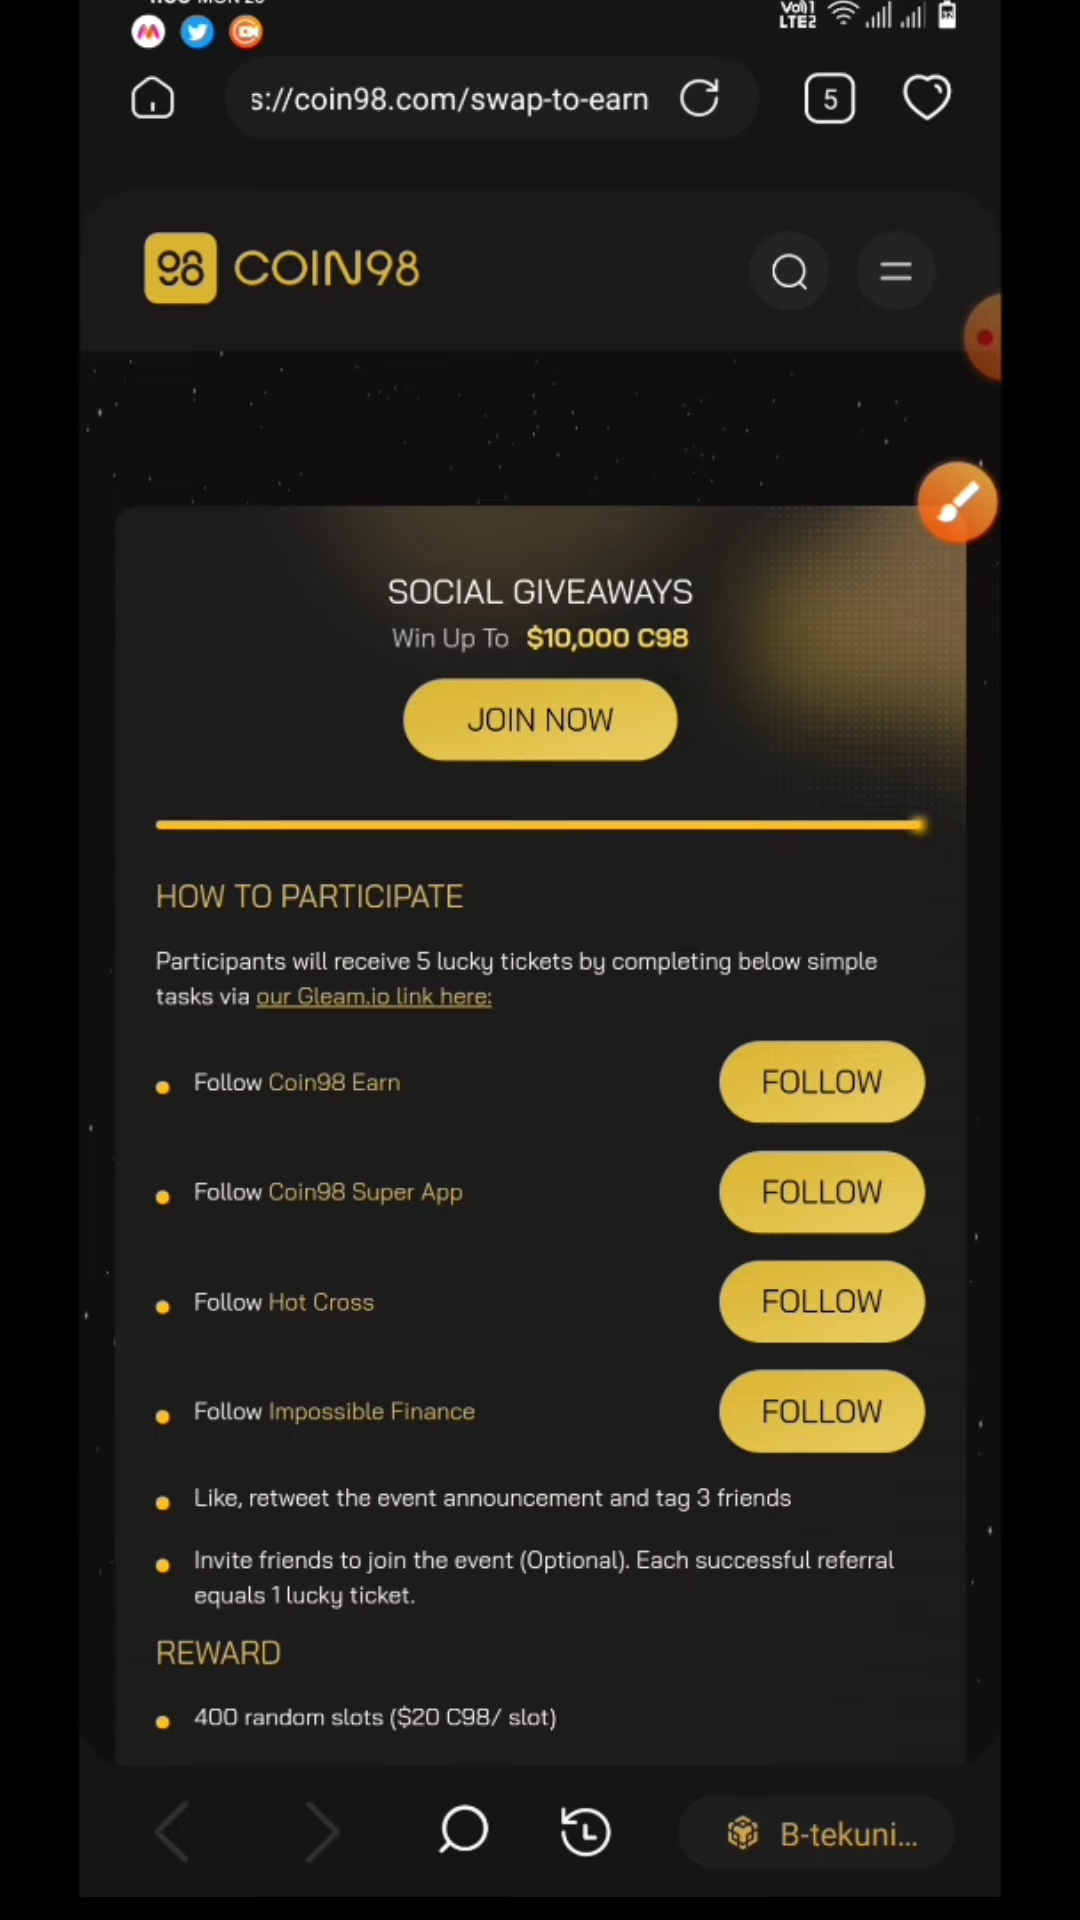 Vo))1
LTE2
s://coin98.com/swap-to-earn
5
98 COIN98
SOCIAL GIVEAWAYS
Win Up To $10,000 C98
JOIN NOW
HOW TO PARTICIPATE
Participants will receive 5 lucky tickets by completing below simple
tasks via our Gleam.io link here:
Follow Coin98 Earn
FOLLOW
Follow Coin98 Super App
FOLLOW
Follow Hot Cross
FOLLOW
Follow Impossible Finance
FOLLOW
Like, retweet the event announcement and tag 3 friends
Invite friends to join the event (Optional). Each successful referral
equals 1 lucky ticket.
REWARD
400 random slots ($20 C98/ slot)
B-tekuni...